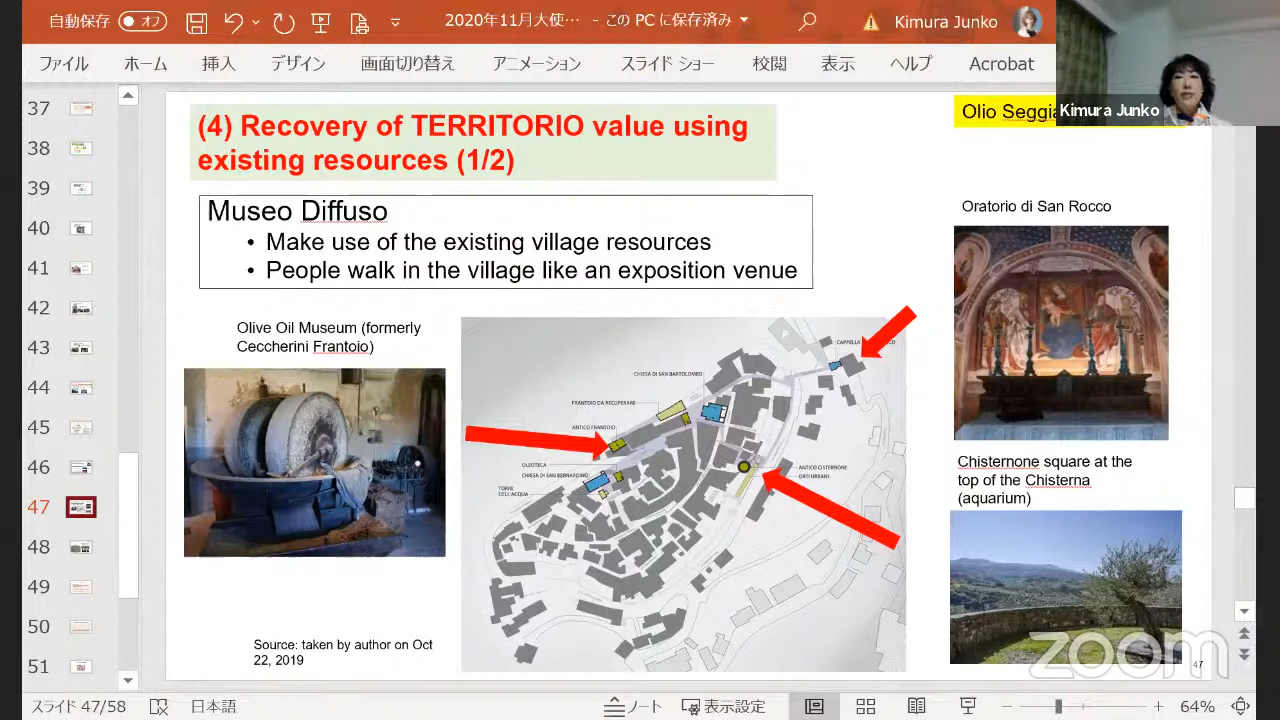 自動保存 オフ
2020年11月大使… - この PC に保存済み
Kimura Junko
ファイル ホーム 挿入 デザイン 画面切り替え アニメーション スライド ショー 校閲 表示 ヘルプ Acrobat
Kimura Junko
37
38
39
40
41
42
43
44
45
46
47
48
49
50
51
(4) Recovery of TERRITORIO value using
existing resources (1/2)
Olio Seggia
Museo Diffuso
• Make use of the existing village resources
• People walk in the village like an exposition venue
Olive Oil Museum (formerly
Ceccherini Frantoio)
CAPPELLA
CHIESA DI SAN BARTOLOMEO
FRANTOIO DA RECUPERARE
ANTICO FRANTOIO
OLEOTECA
CHIESA DI SAN BERNARDINO
TORRE
DELL'ACQUA
ANTICO CISTERNONE
ORTI URBANI
Oratorio di San Rocco
Chisternone square at the
top of the Chisterna
(aquarium)
Source: taken by author on Oct
22, 2019
zoom
47
スライド 47/58 日本語 ノート 表示設定 64%